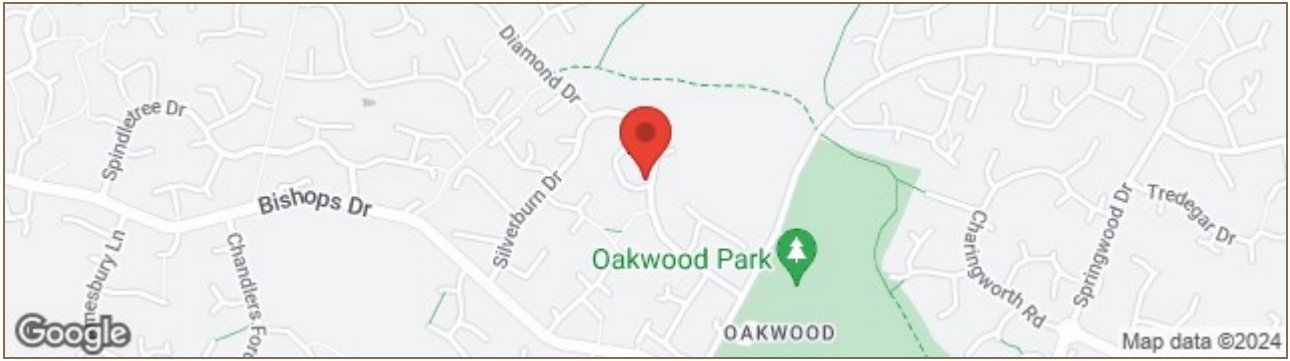 Diamond Dr
Spindletree Dr
Bishops Dr
Silverburn Dr
Tredegar Dr
Springwood Dr
Charingworth Rd
Chandlers Ford
Oakwood Park
OAKWOOD
Google
Map data ©2024